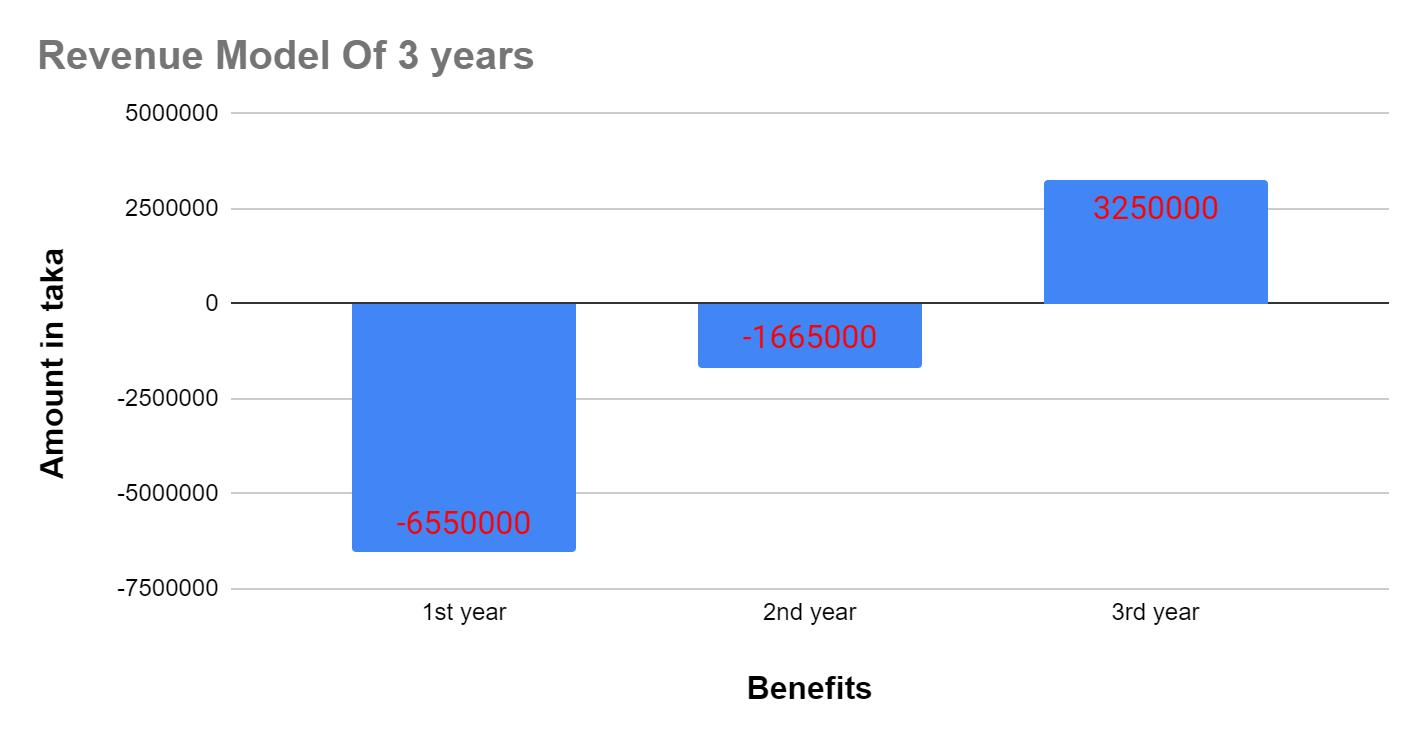 Revenue Model Of 3 years
5000000
2500000
0
-2500000
-5000000
-7500000
Amount in taka
-6550000
-1665000
3250000
1st year
2nd year
3rd year
Benefits